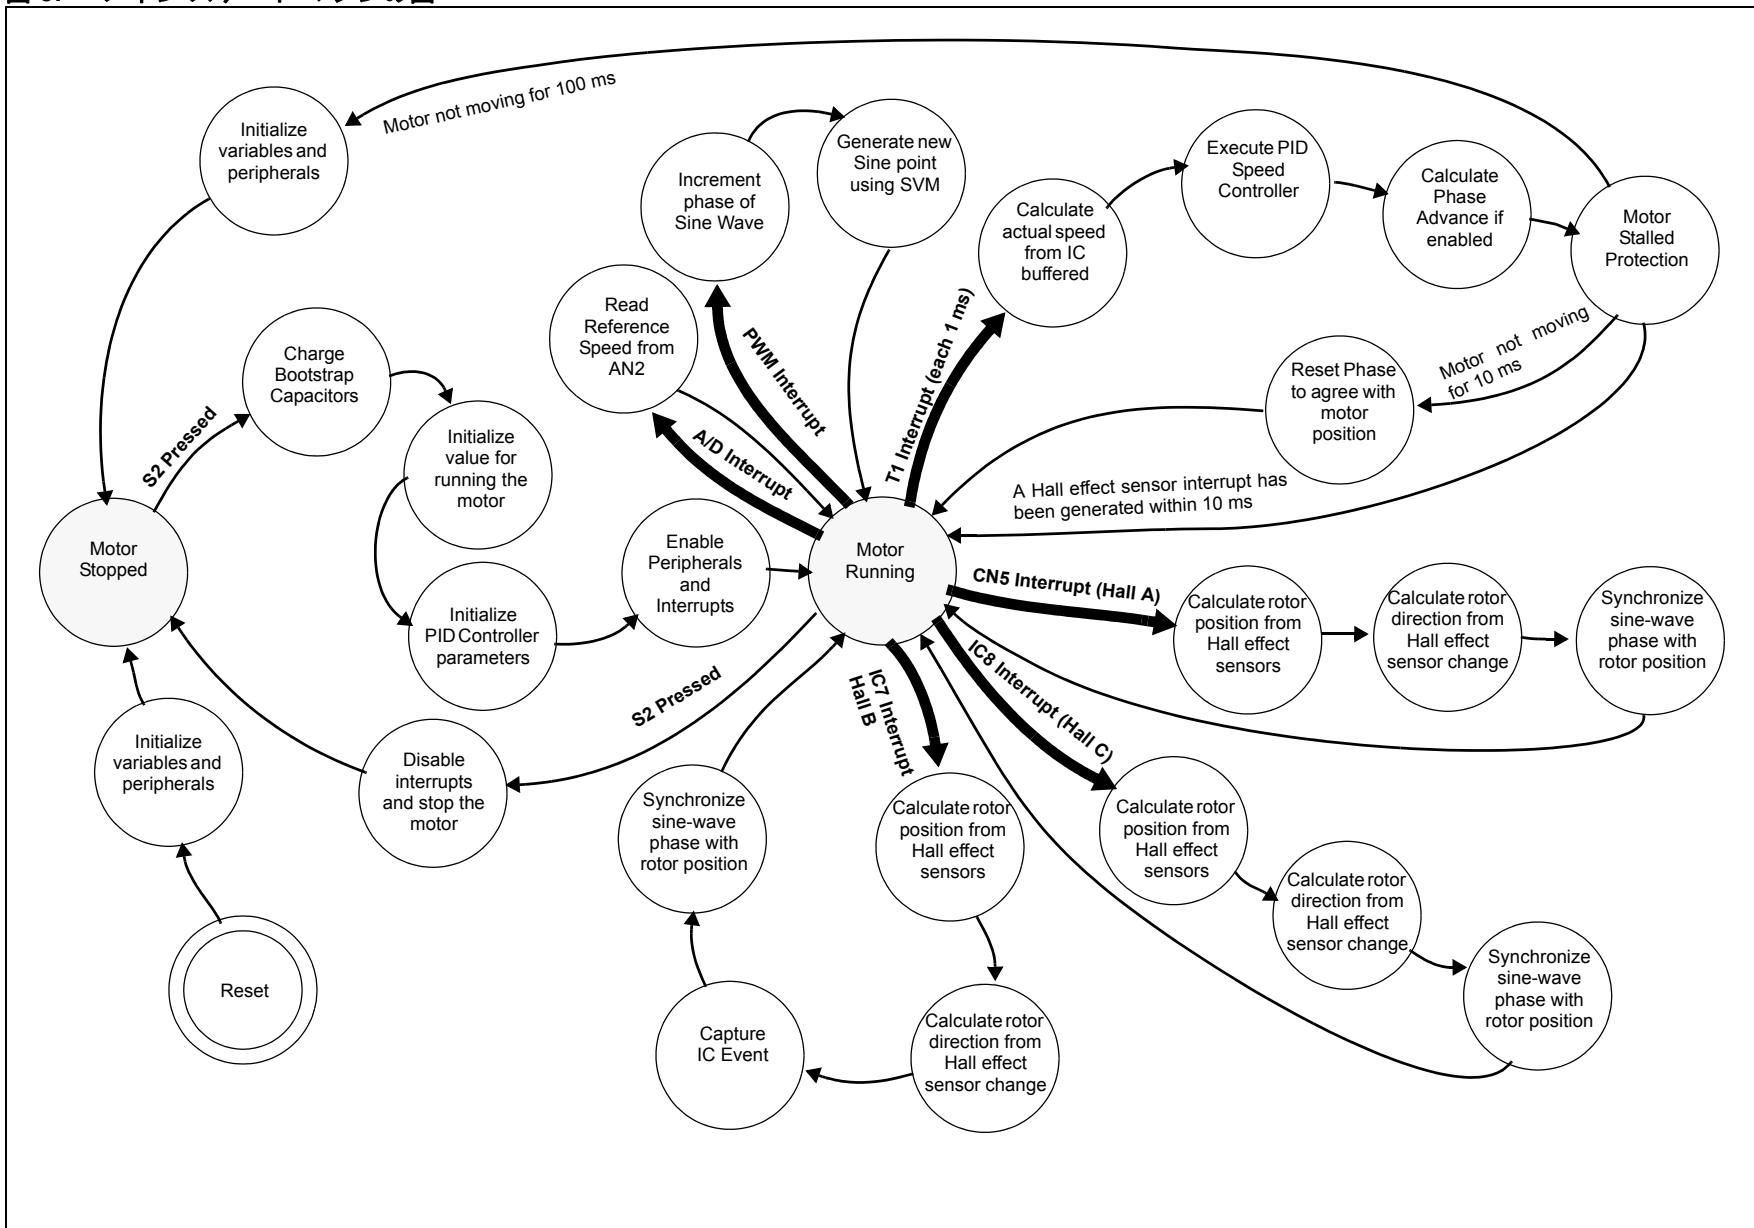 Motor not moving for 100 ms
Initialize
variables and
peripherals
Increment
phase of
Sine Wave
Generate new
Sine point
using SVM
Calculate
actual speed
from IC
buffered
Execute PID
Speed
Controller
Calculate
Phase
Advance if
enabled
Motor
Stalled
Protection
Read
Reference
Speed from
AN2
PWM Interrupt
A/D Interrupt
T1 Interrupt (each 1 ms)
Motor not moving
for 10 ms
Reset Phase
to agree with
motor
position
A Hall effect sensor interrupt has
been generated within 10 ms
Charge
Bootstrap
Capacitors
S2 Pressed
Initialize
value for
running the
motor
Motor
Stopped
Initialize
PID Controller
parameters
Enable
Peripherals
and
Interrupts
Motor
Running
CN5 Interrupt (Hall A)
Calculate rotor
position from
Hall effect
sensors
Calculate rotor
direction from
Hall effect
sensor change
Synchronize
sine-wave
phase with
rotor position
IC8 Interrupt (Hall C)
IC7 Interrupt
Hall B
S2 Pressed
Initialize
variables and
peripherals
Disable
interrupts
and stop the
motor
Synchronize
sine-wave
phase with
rotor position
Calculate rotor
position from
Hall effect
sensors
Calculate rotor
position from
Hall effect
sensors
Calculate rotor
direction from
Hall effect
sensor change
Synchronize
sine-wave
phase with
rotor position
Reset
Capture
IC Event
Calculate rotor
direction from
Hall effect
sensor change